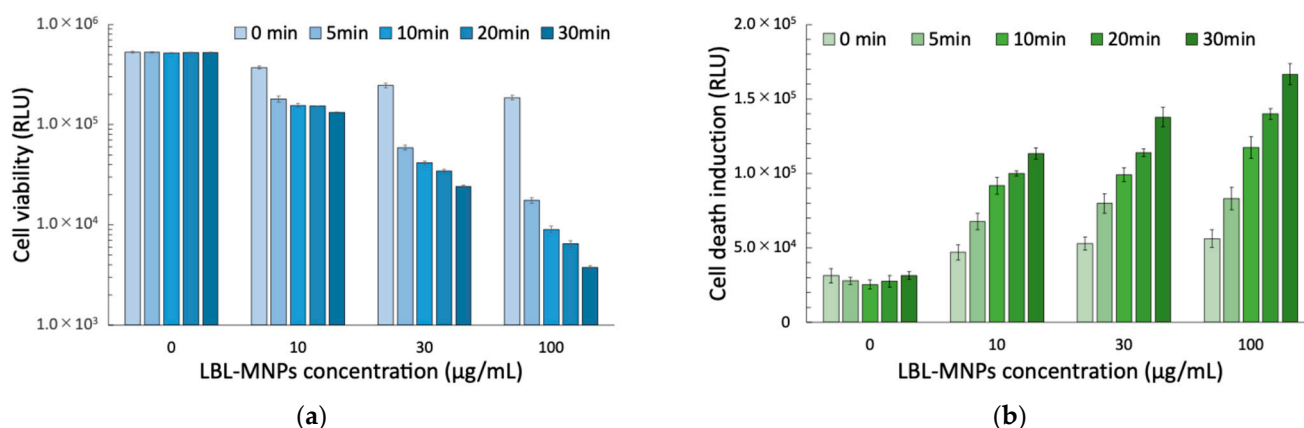 0 min 5min 10min 20min 30min
Cell viability (RLU)
1.0×10⁶
1.0×10⁵
1.0×10⁴
1.0×10³
0 10 30 100
LBL-MNPs concentration (μg/mL)
(a)
0 min 5min 10min 20min 30min
Cell death induction (RLU)
2.0×10⁵
1.5×10⁵
1.0×10⁵
5.0×10⁴
0
0 10 30 100
LBL-MNPs concentration (μg/mL)
(b)